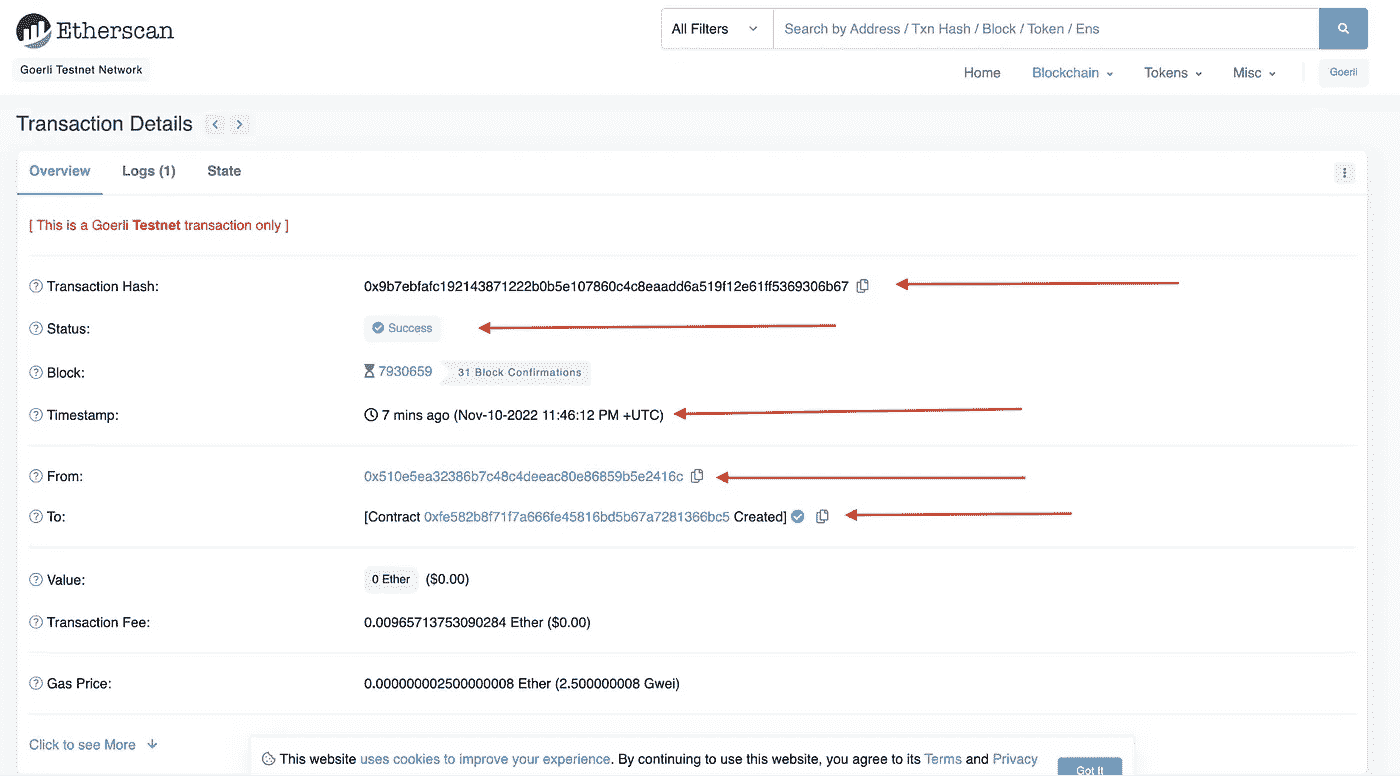 Etherscan
All Filters
Search by Address / Txn Hash / Block / Token / Ens
Goerli Testnet Network
Home Blockchain Tokens Misc Goerli
Transaction Details
Overview Logs (1) State
[ This is a Goerli Testnet transaction only ]
Transaction Hash: 0x9b7ebfafc192143871222b0b5e107860c4c8eaadd6a519f12e61ff5369306b67
Status: Success
Block: 7930659 31 Block Confirmations
Timestamp: 7 mins ago (Nov-10-2022 11:46:12 PM +UTC)
From: 0x510e5ea32386b7c48c4deeac80e86859b5e2416c
To: [Contract 0xfe582b8f71f7a666fe45816bd5b67a7281366bc5 Created]
Value: 0 Ether ($0.00)
Transaction Fee: 0.00965713753090284 Ether ($0.00)
Gas Price: 0.000000002500000008 Ether (2.500000008 Gwei)
Click to see More
This website uses cookies to improve your experience. By continuing to use this website, you agree to its Terms and Privacy
Got It